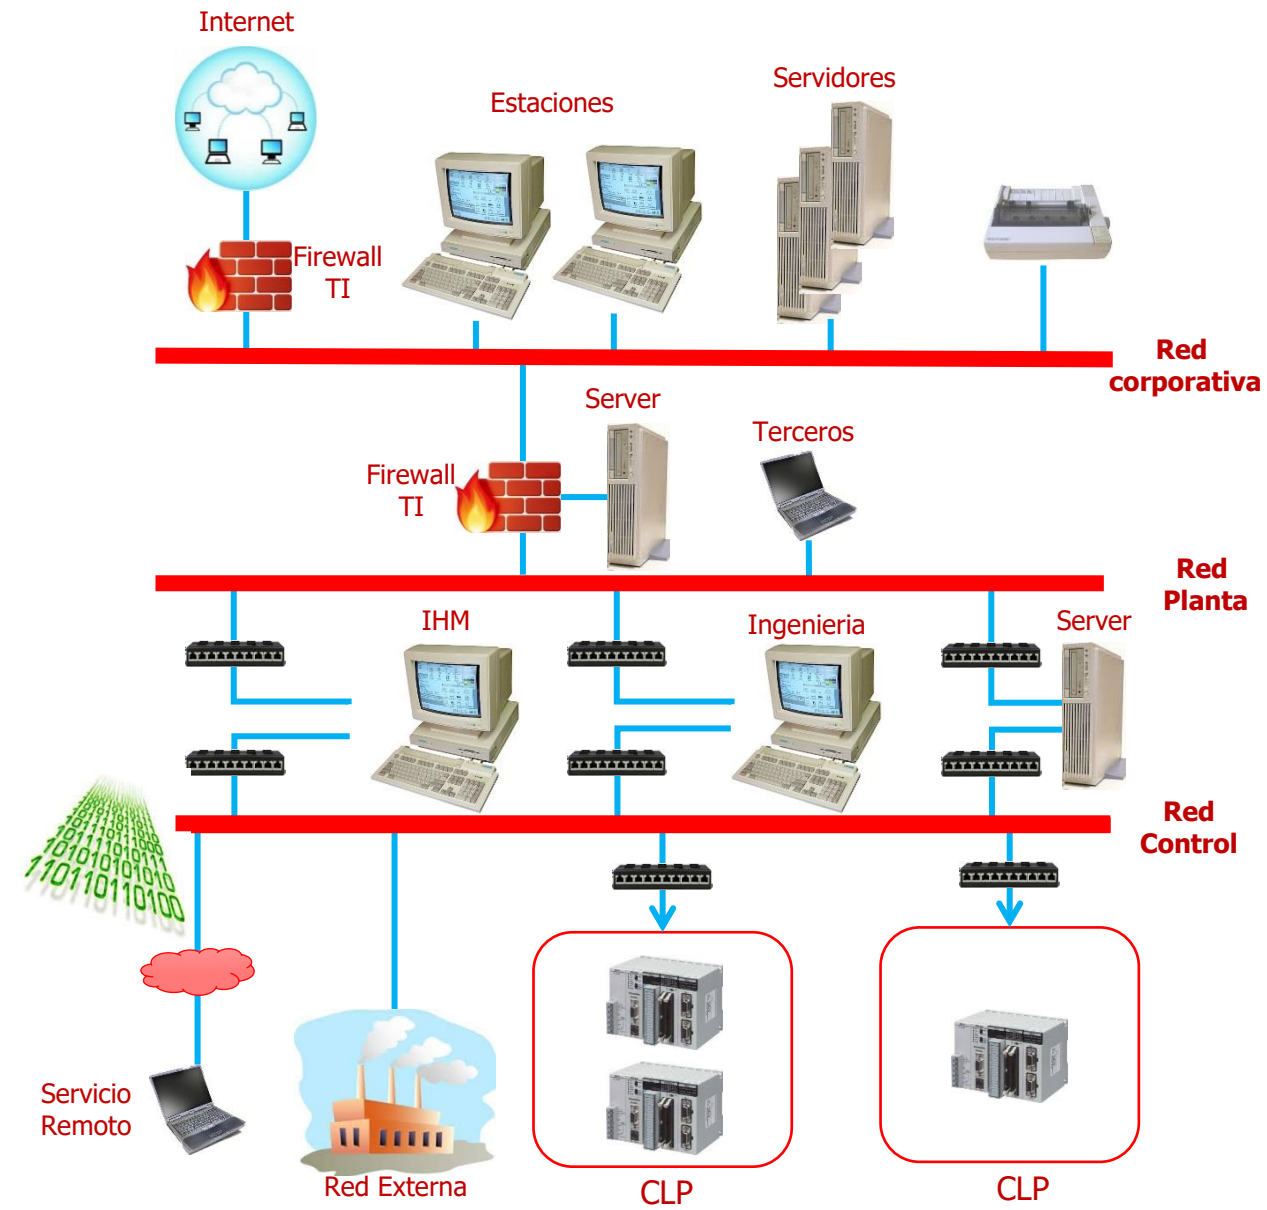 Internet
Servidores
Estaciones
Firewall
TI
Red
corporativa
Server
Terceros
Firewall
TI
Red
Planta
IHM
Ingenieria
Server
Red
Control
101101101000
Servicio
Remoto
Red Externa
CLP
CLP